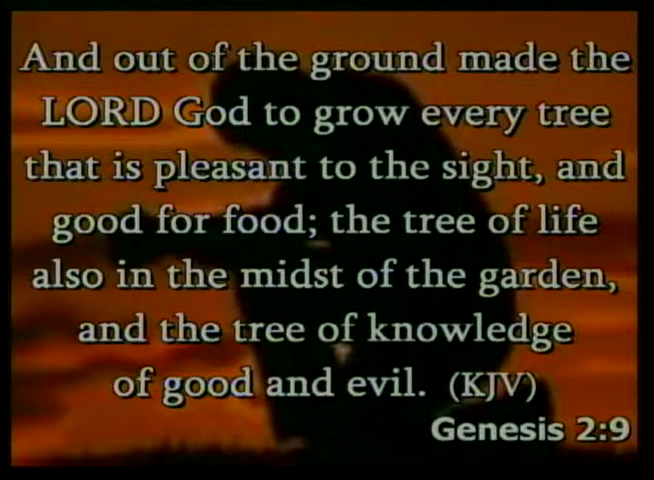 And out of the ground made the
LORD God to grow every tree
that is pleasant to the sight, and
good for food; the tree of life
also in the midst of the garden,
and the tree of knowledge
of good and evil. (KJV)
Genesis 2:9